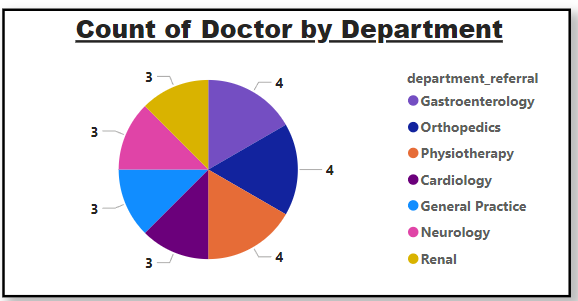 Count of Doctor by Department
3
4
department_referral
Gastroenterology
Orthopedics
3
4
Physiotherapy
Cardiology
3
General Practice
Neurology
3
4
Renal